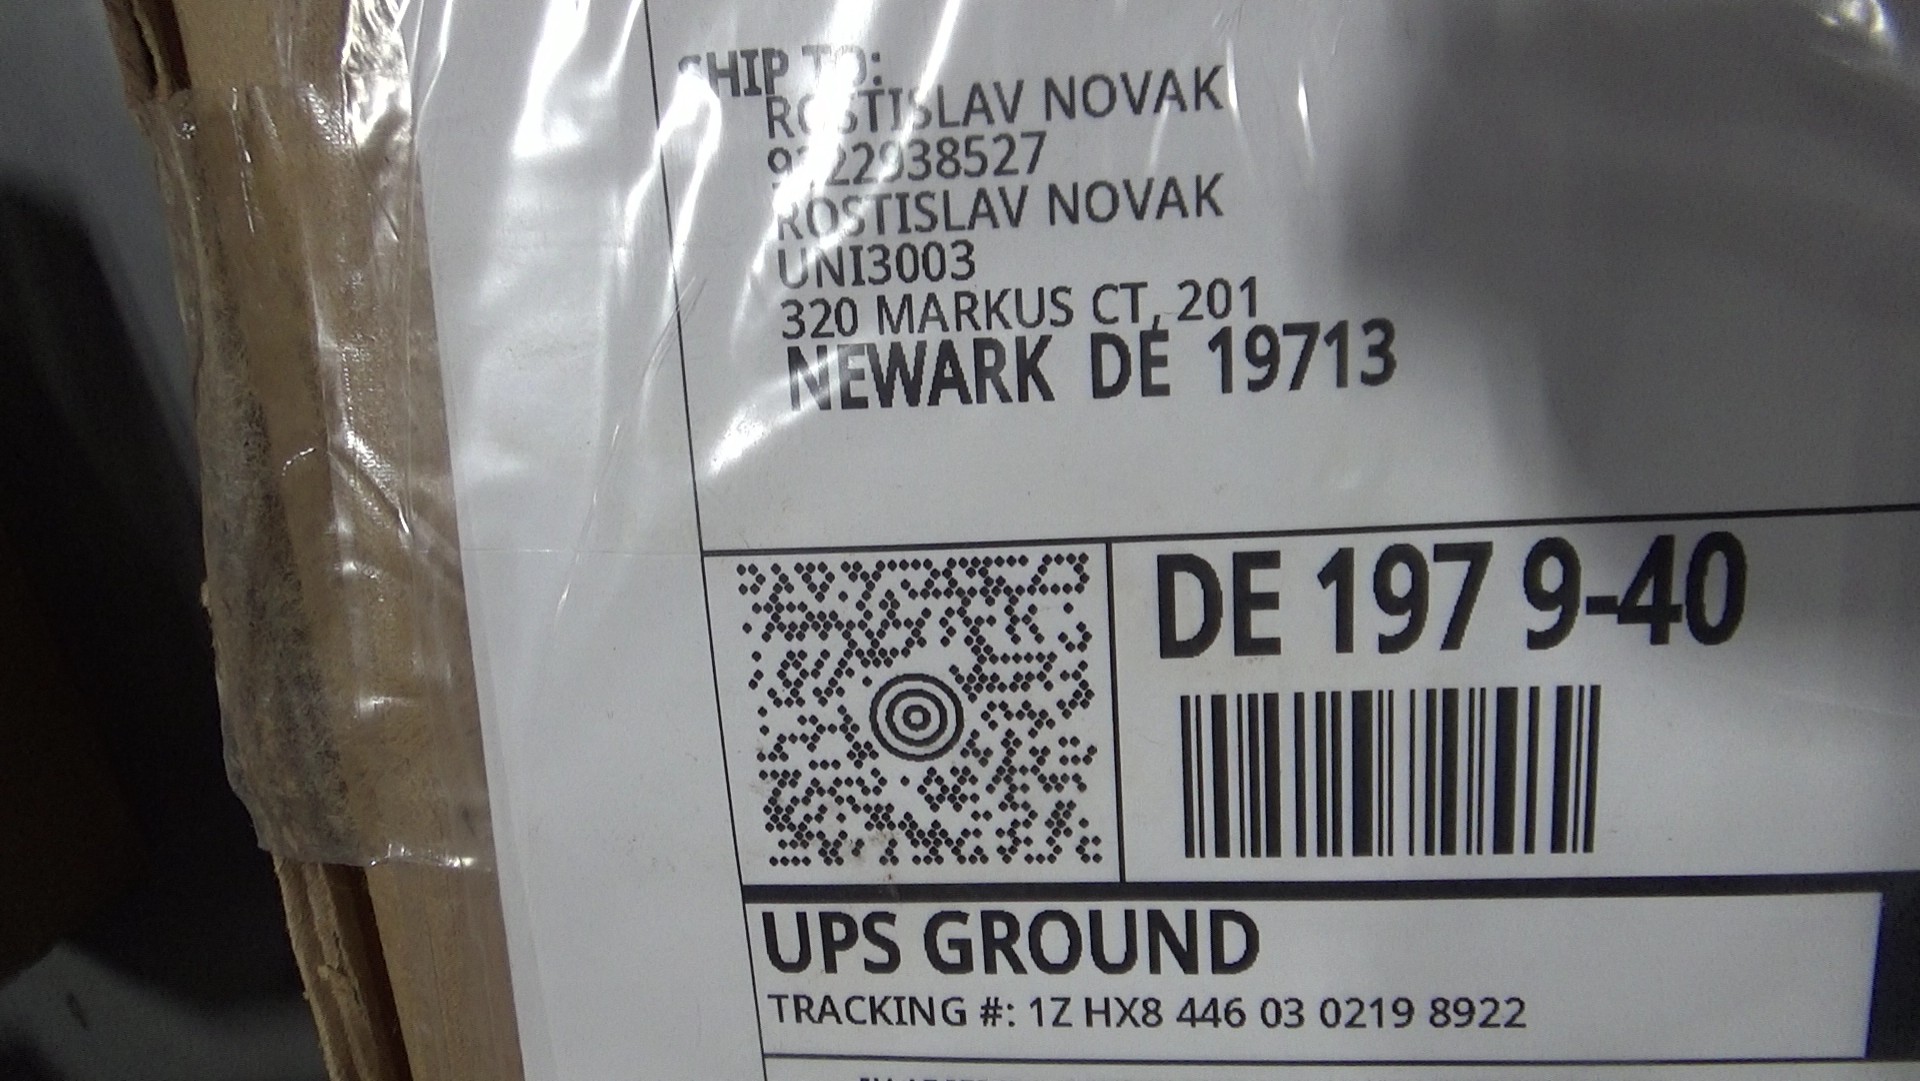 SHIP TO:
ROSTISLAV NOVAK
ROSTISLAV NOVAK
UNI3003
320 MARKUS CT, 201
NEWARK DE 19713
DE 197 9-40
UPS GROUND
TRACKING #: 1Z HX8 446 03 0219 8922